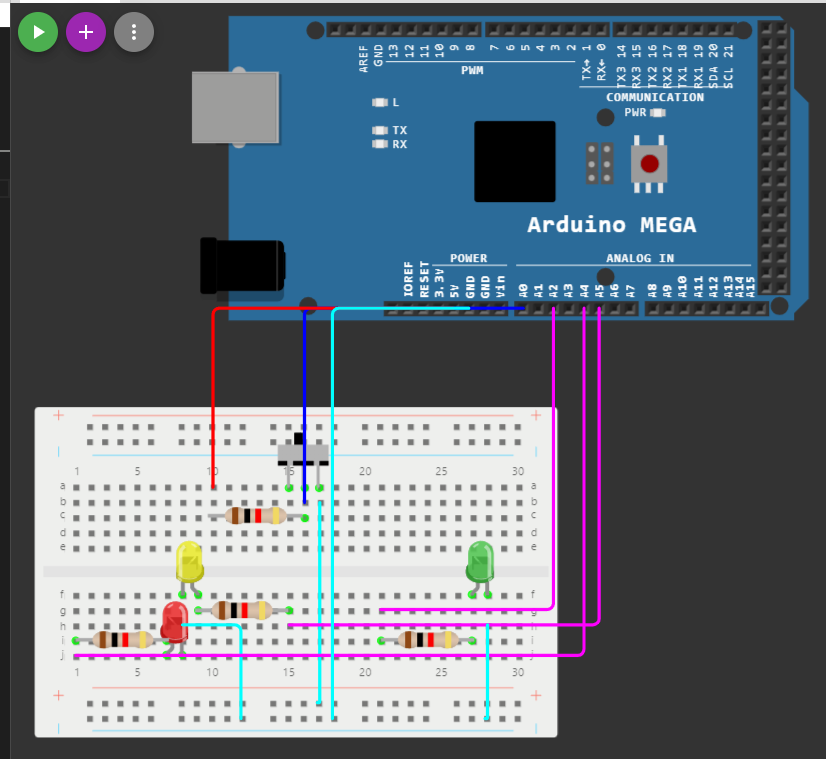 AREF
GND
13
12
11
10
9
8
7
6
5
4
3
2
TX→ 1
RX← 0
TX3 14
RX3 15
TX2 16
RX2 17
TX1 18
RX1 19
SDA 20
SCL 21
PWM
COMMUNICATION
L
PWR
TX
RX
Arduino MEGA
POWER
ANALOG IN
IOREF
RESET
3.3V
5V
GND
GND
Vin
A0
A1
A2
A3
A4
A5
A6
A7
A8
A9
A10
A11
A12
A13
A14
A15
+ +
1 5 10 15 20 25 30
a a
b b
c c
d d
e e
f f
g g
h h
i i
j j
1 5 10 15 20 25 30
+ +